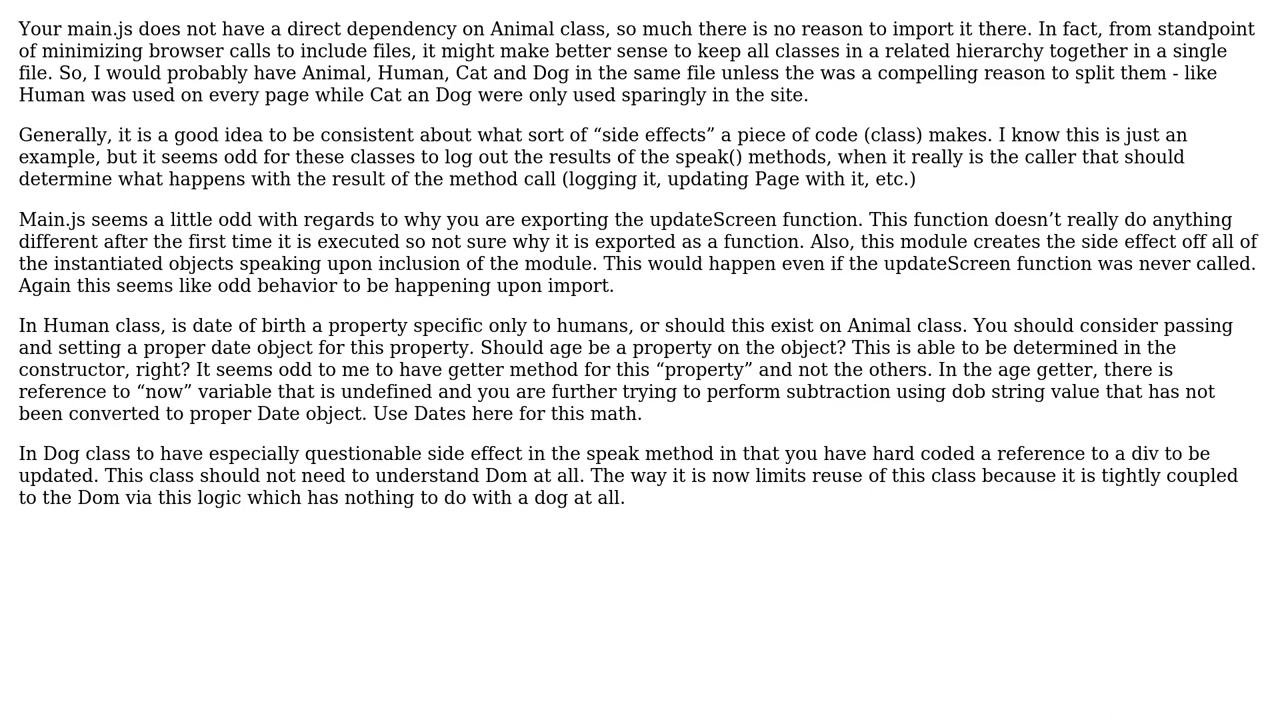 Your main.js does not have a direct dependency on Animal class, so much there is no reason to import it there. In fact, from standpoint
of minimizing browser calls to include files, it might make better sense to keep all classes in a related hierarchy together in a single
file. So, I would probably have Animal, Human, Cat and Dog in the same file unless the was a compelling reason to split them - like
Human was used on every page while Cat an Dog were only used sparingly in the site.
Generally, it is a good idea to be consistent about what sort of “side effects” a piece of code (class) makes. I know this is just an
example, but it seems odd for these classes to log out the results of the speak() methods, when it really is the caller that should
determine what happens with the result of the method call (logging it, updating Page with it, etc.)
Main.js seems a little odd with regards to why you are exporting the updateScreen function. This function doesn’t really do anything
different after the first time it is executed so not sure why it is exported as a function. Also, this module creates the side effect off all of
the instantiated objects speaking upon inclusion of the module. This would happen even if the updateScreen function was never called.
Again this seems like odd behavior to be happening upon import.
In Human class, is date of birth a property specific only to humans, or should this exist on Animal class. You should consider passing
and setting a proper date object for this property. Should age be a property on the object? This is able to be determined in the
constructor, right? It seems odd to me to have getter method for this “property” and not the others. In the age getter, there is
reference to “now” variable that is undefined and you are further trying to perform subtraction using dob string value that has not
been converted to proper Date object. Use Dates here for this math.
In Dog class to have especially questionable side effect in the speak method in that you have hard coded a reference to a div to be
updated. This class should not need to understand Dom at all. The way it is now limits reuse of this class because it is tightly coupled
to the Dom via this logic which has nothing to do with a dog at all.